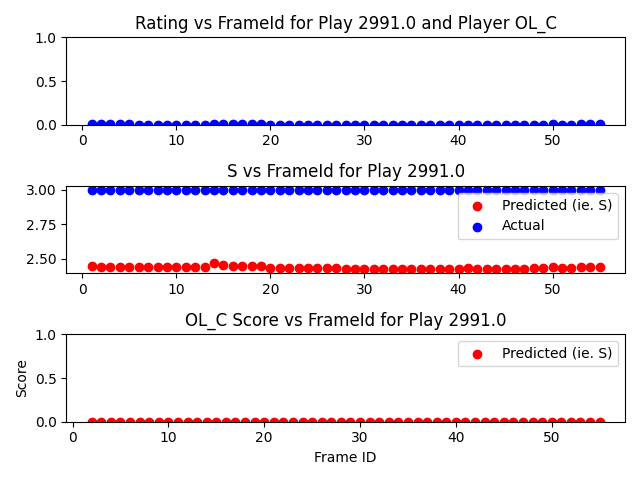 Rating vs FrameId for Play 2991.0 and Player OL_C
1.0
0.5
0.0
0 10 20 30 40 50
S vs FrameId for Play 2991.0
3.00
2.75
2.50
Predicted (ie. S)
Actual
0 10 20 30 40 50
OL_C Score vs FrameId for Play 2991.0
1.0
0.5
0.0
Score
Predicted (ie. S)
0 10 20 30 40 50
Frame ID